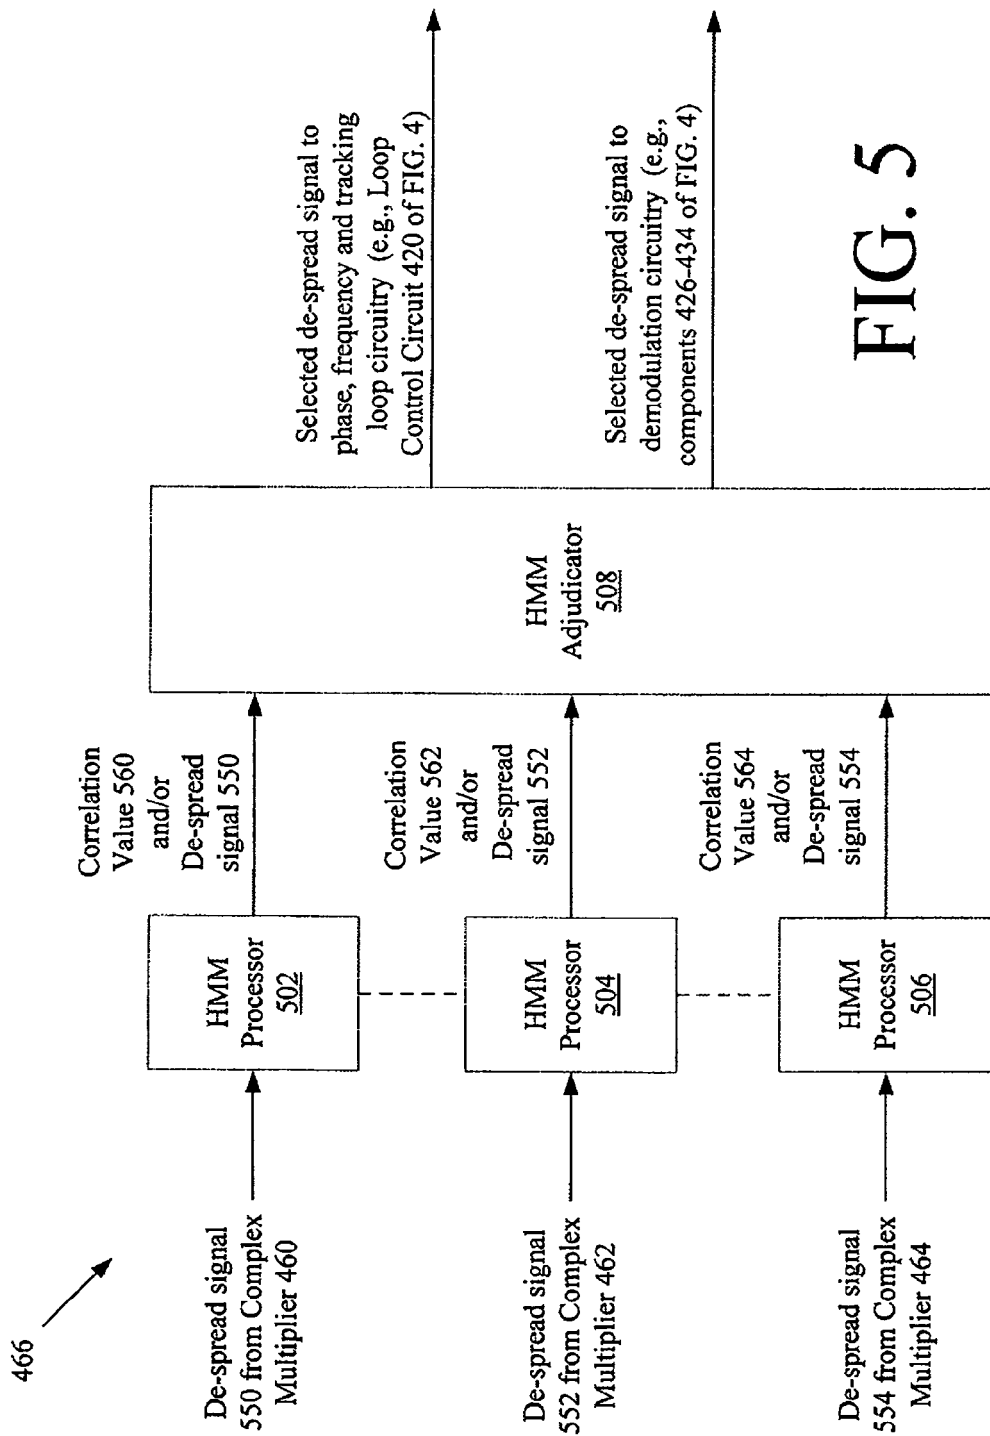 466
De-spread signal
550 from Complex
Multiplier 460
HMM
Processor
502
Correlation
Value 560
and/or
De-spread
signal 550
De-spread signal
552 from Complex
Multiplier 462
HMM
Processor
504
Correlation
Value 562
and/or
De-spread
signal 552
De-spread signal
554 from Complex
Multiplier 464
HMM
Processor
506
Correlation
Value 564
and/or
De-spread
signal 554
HMM
Adjudicator
508
Selected de-spread signal to
phase, frequency and tracking
loop circuitry (e.g., Loop
Control Circuit 420 of FIG. 4)
Selected de-spread signal to
demodulation circuitry (e.g.,
components 426-434 of FIG. 4)
FIG. 5